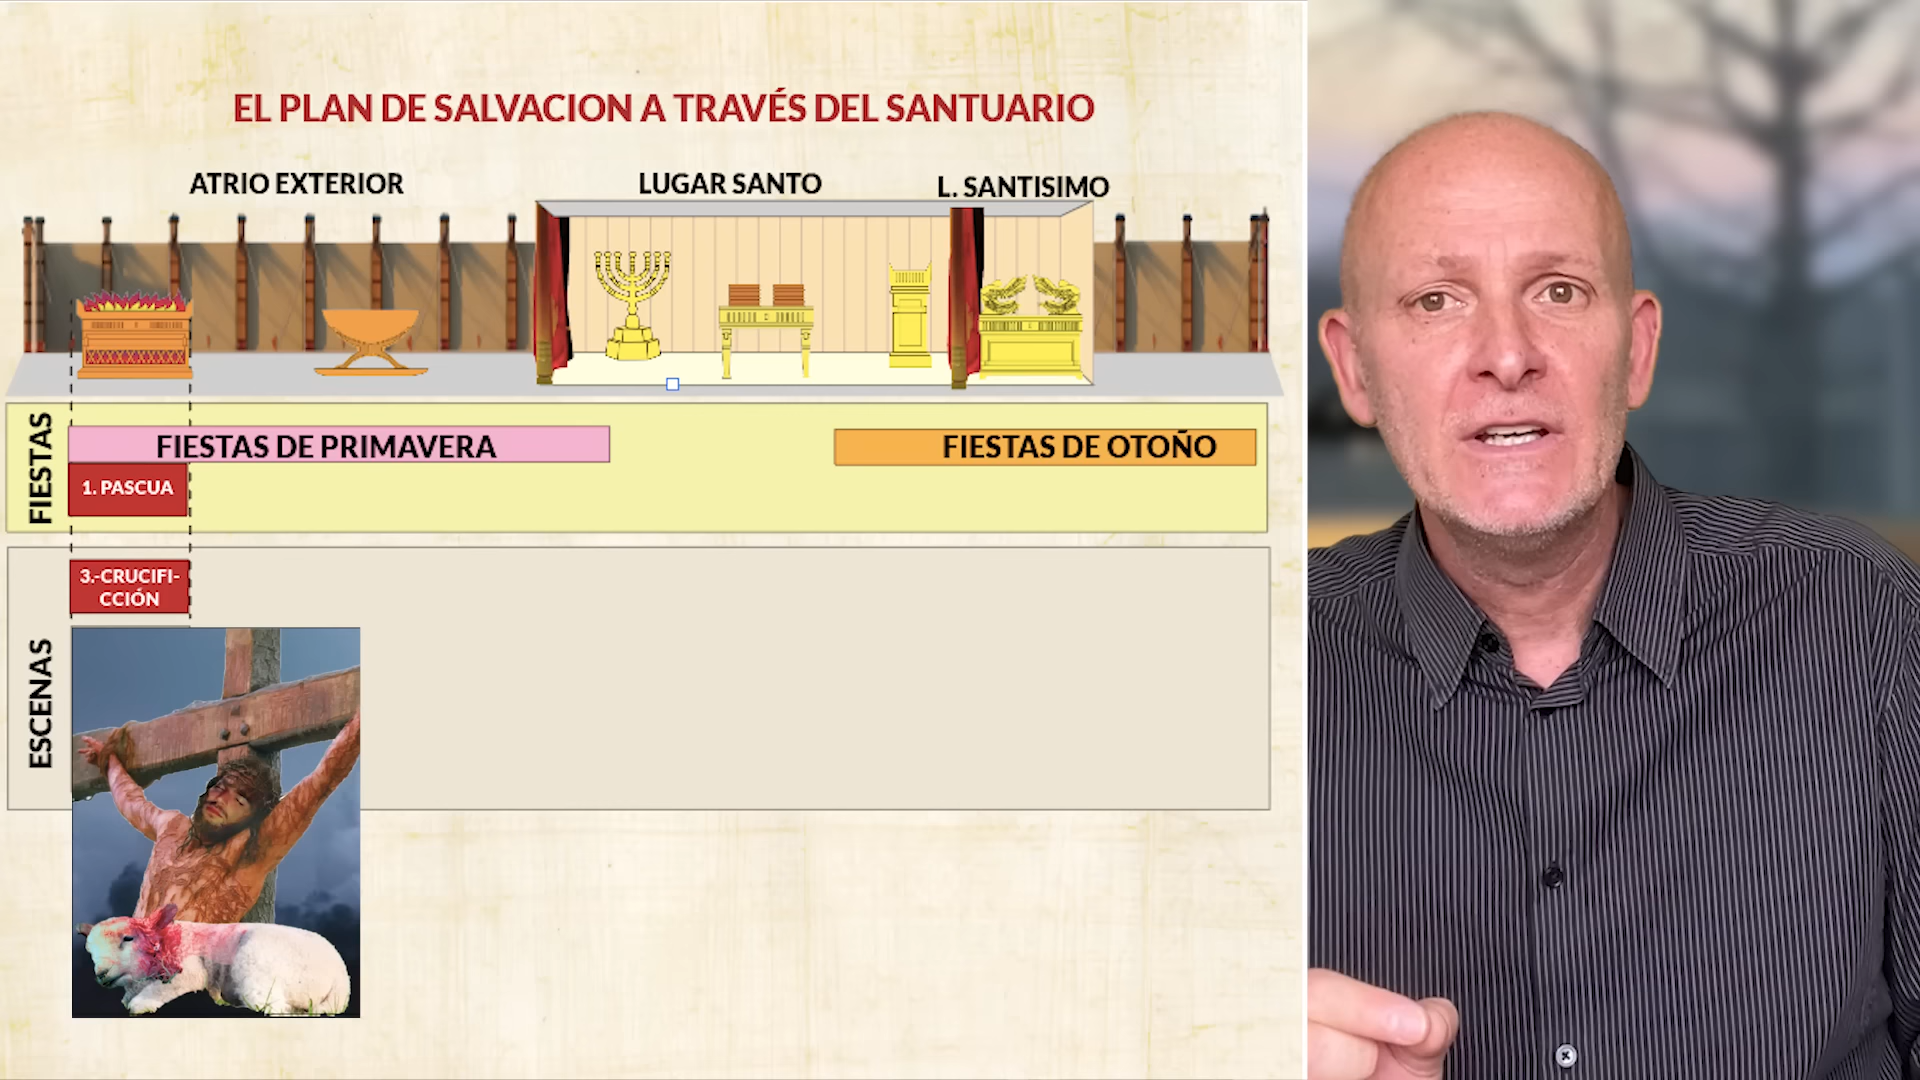 EL PLAN DE SALVACION A TRAVÉS DEL SANTUARIO
ATRIO EXTERIOR
LUGAR SANTO
L. SANTISIMO
FIESTAS
FIESTAS DE PRIMAVERA
FIESTAS DE OTOÑO
1. PASCUA
3.-CRUCIFI-
CCIÓN
ESCENAS